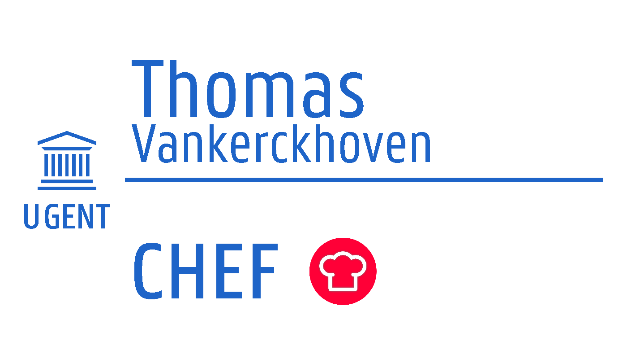 Thomas
Vankerckhoven
UGENT
CHEF